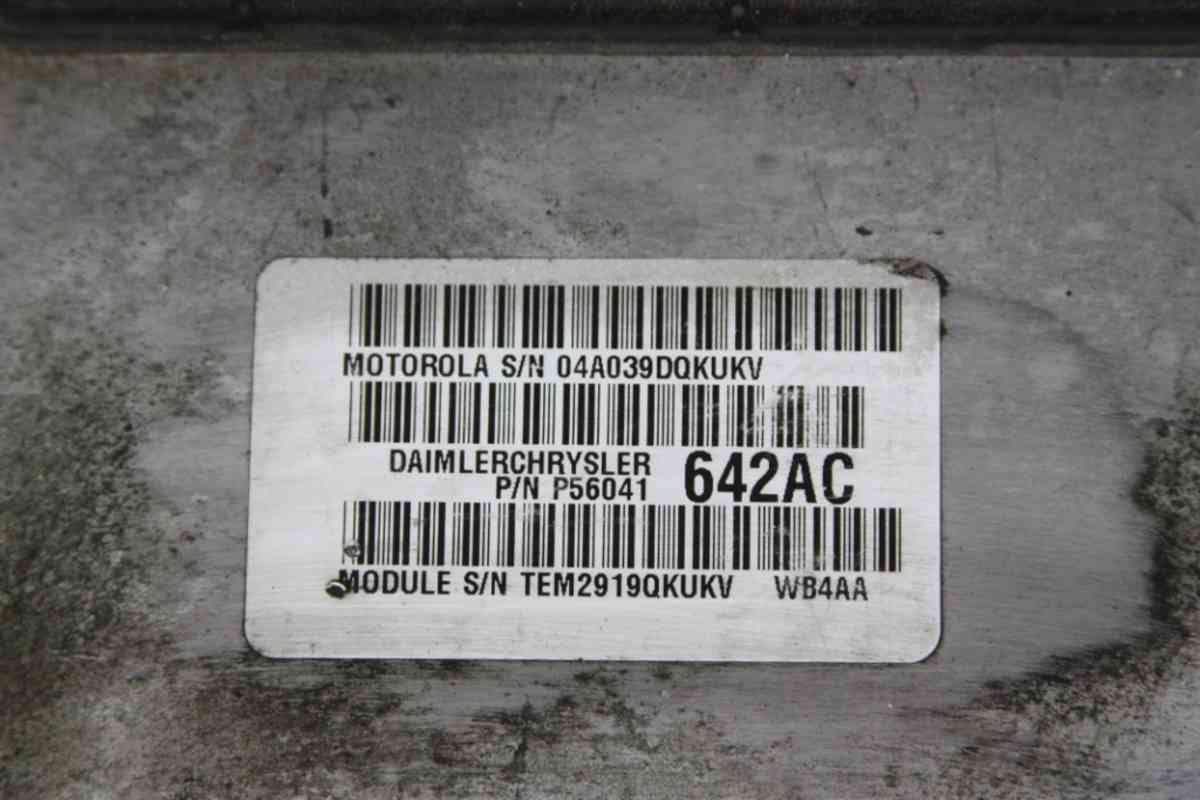 MOTOROLA S/N 04A039DQKUKV
DAIMLERCHRYSLER 642AC
P/N P56041
MODULE S/N TEM2919QKUKV WB4AA